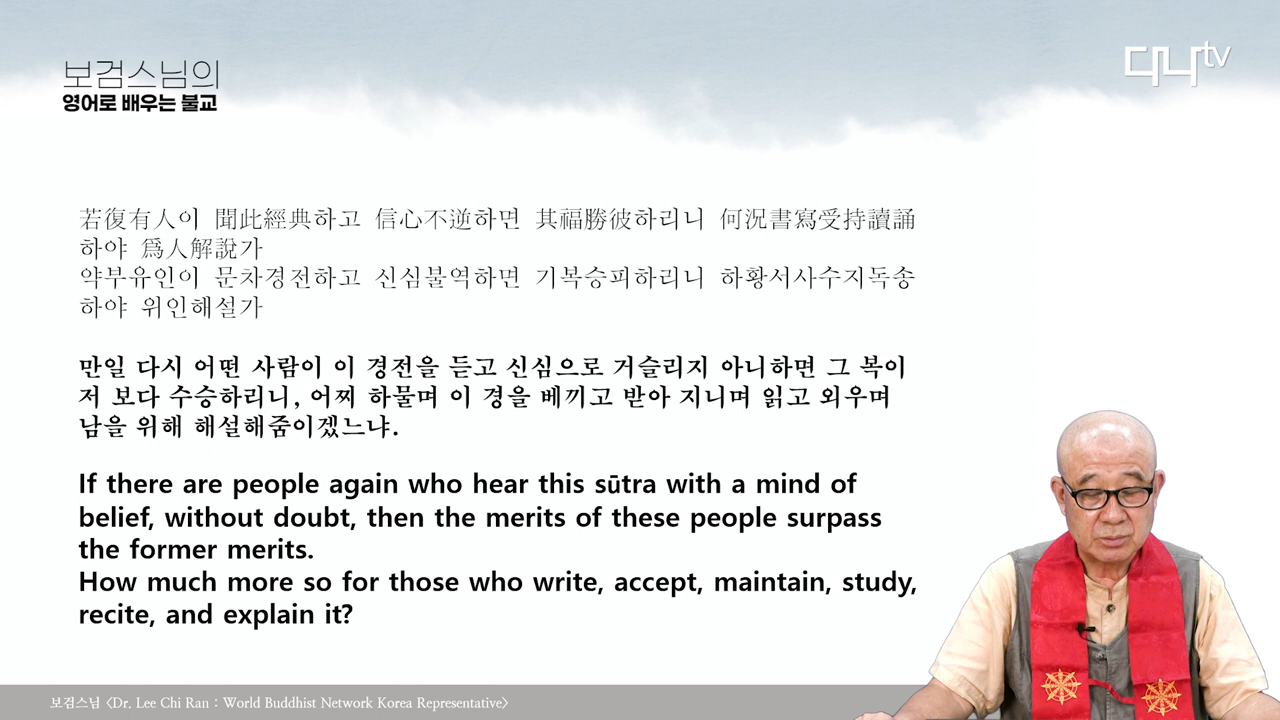 보검스님의
영어로 배우는 불교
디나tv
若復有人이 聞此經典하고 信心不逆하면 其福勝彼하리니 何況書寫受持讀誦
하야 爲人解說가
약부유인이 문차경전하고 신심불역하면 기복승피하리니 하황서사수지독송
하야 위인해설가
만일 다시 어떤 사람이 이 경전을 듣고 신심으로 거슬리지 아니하면 그 복이
저 보다 수승하리니, 어찌 하물며 이 경을 베끼고 받아 지니며 읽고 외우며
남을 위해 해설해줌이겠느냐.
If there are people again who hear this sūtra with a mind of
belief, without doubt, then the merits of these people surpass
the former merits.
How much more so for those who write, accept, maintain, study,
recite, and explain it?
보검스님 <Dr. Lee Chi Ran : World Buddhist Network Korea Representative>